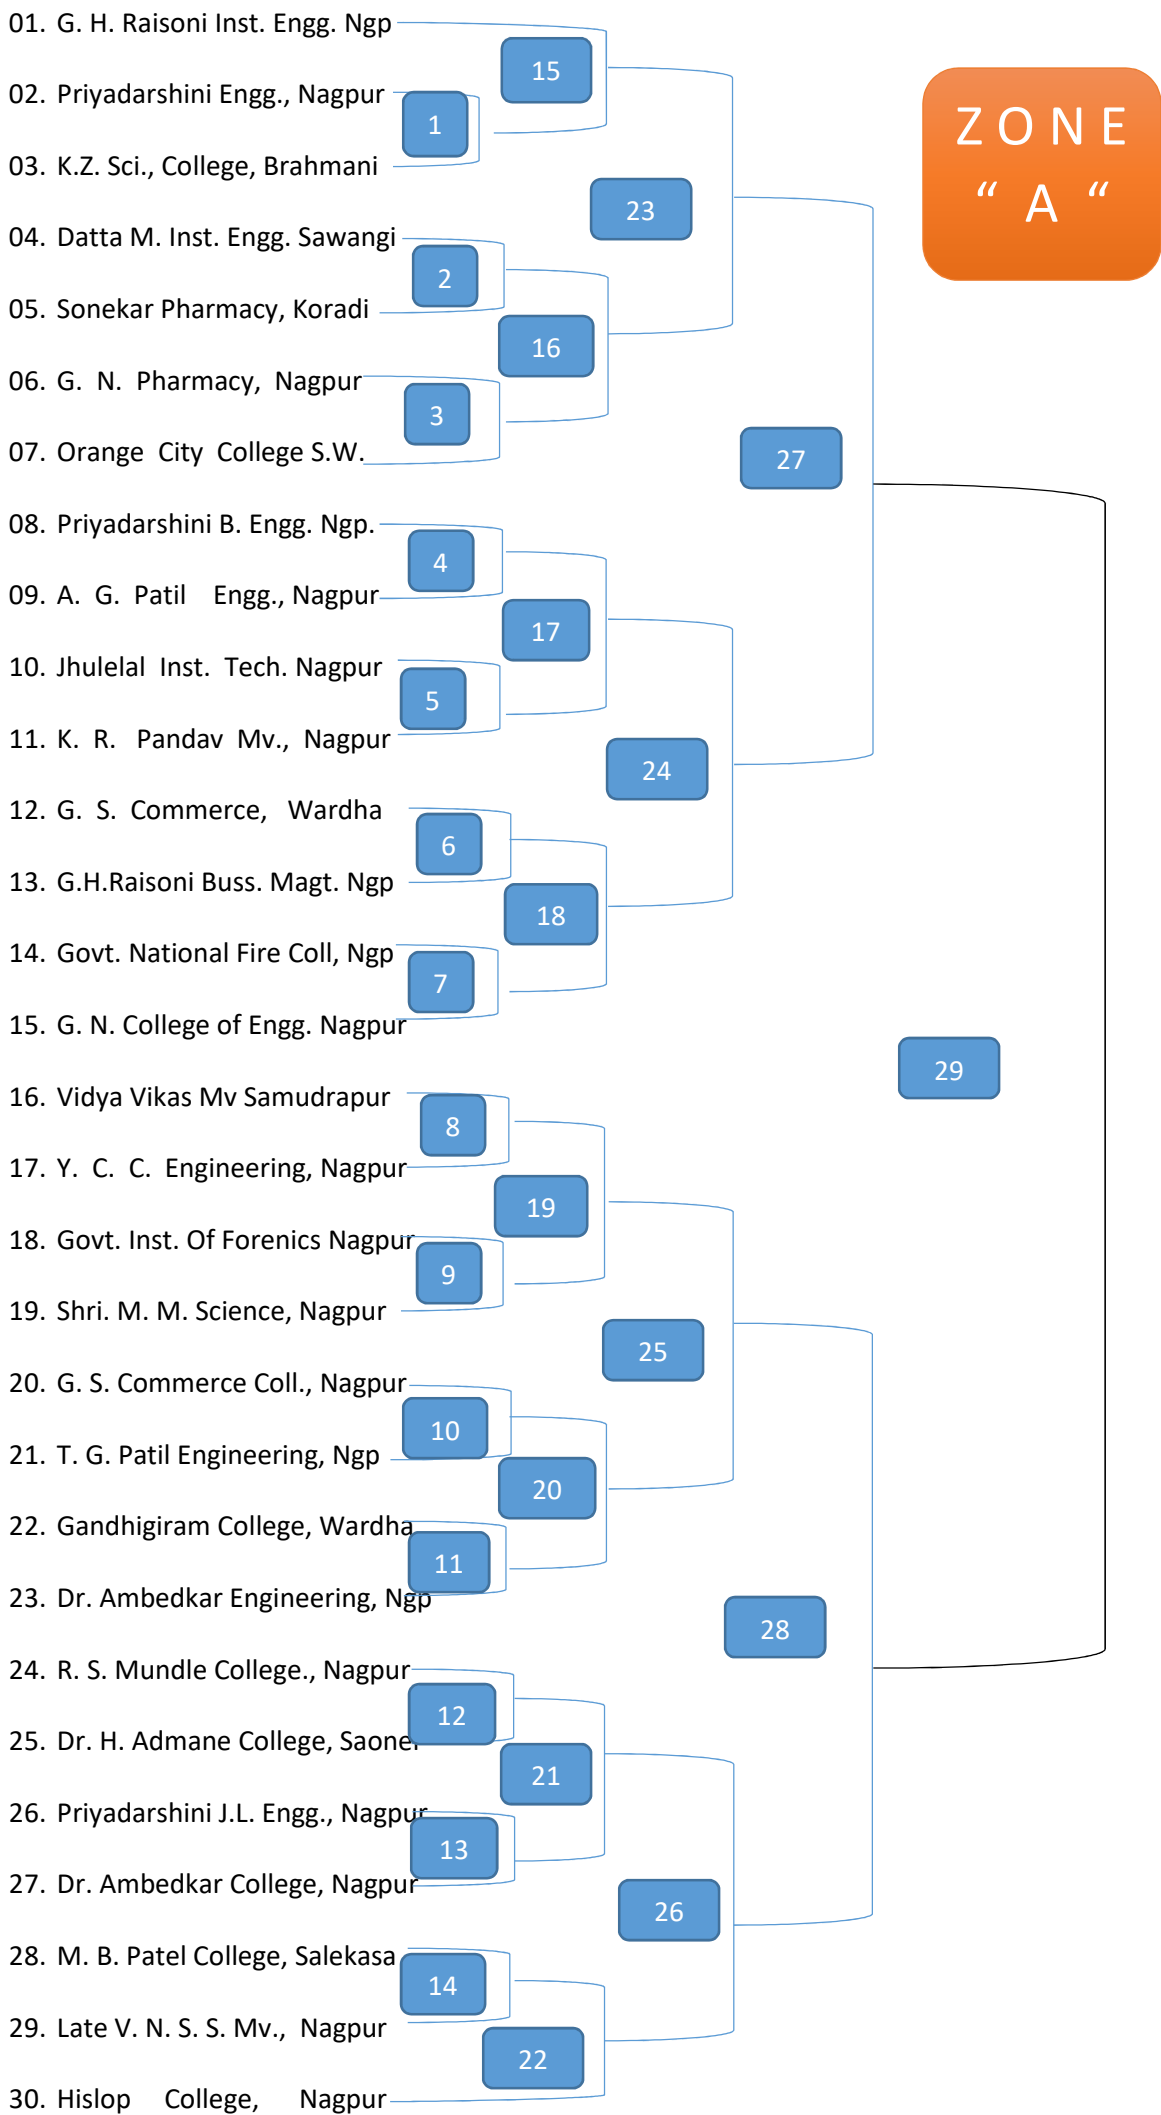 01. G. H. Raisoni Inst. Engg. Ngp
15
02. Priyadarshini Engg., Nagpur
1
03. K.Z. Sci., College, Brahmani
ZONE
“ A “
23
04. Datta M. Inst. Engg. Sawangi
2
05. Sonekar Pharmacy, Koradi
16
06. G. N. Pharmacy, Nagpur
3
07. Orange City College S.W.
27
08. Priyadarshini B. Engg. Ngp.
4
09. A. G. Patil Engg., Nagpur
17
10. Jhulelal Inst. Tech. Nagpur
5
11. K. R. Pandav Mv., Nagpur
24
12. G. S. Commerce, Wardha
6
13. G.H.Raisoni Buss. Magt. Ngp
18
14. Govt. National Fire Coll, Ngp
7
15. G. N. College of Engg. Nagpur
29
16. Vidya Vikas Mv Samudrapur
8
17. Y. C. C. Engineering, Nagpur
19
18. Govt. Inst. Of Forenics Nagpur
9
19. Shri. M. M. Science, Nagpur
25
20. G. S. Commerce Coll., Nagpur
10
21. T. G. Patil Engineering, Ngp
20
22. Gandhigiram College, Wardha
11
23. Dr. Ambedkar Engineering, Ngp
28
24. R. S. Mundle College., Nagpur
12
25. Dr. H. Admane College, Saoner
21
26. Priyadarshini J.L. Engg., Nagpur
13
27. Dr. Ambedkar College, Nagpur
26
28. M. B. Patel College, Salekasa
14
29. Late V. N. S. S. Mv., Nagpur
22
30. Hislop College, Nagpur